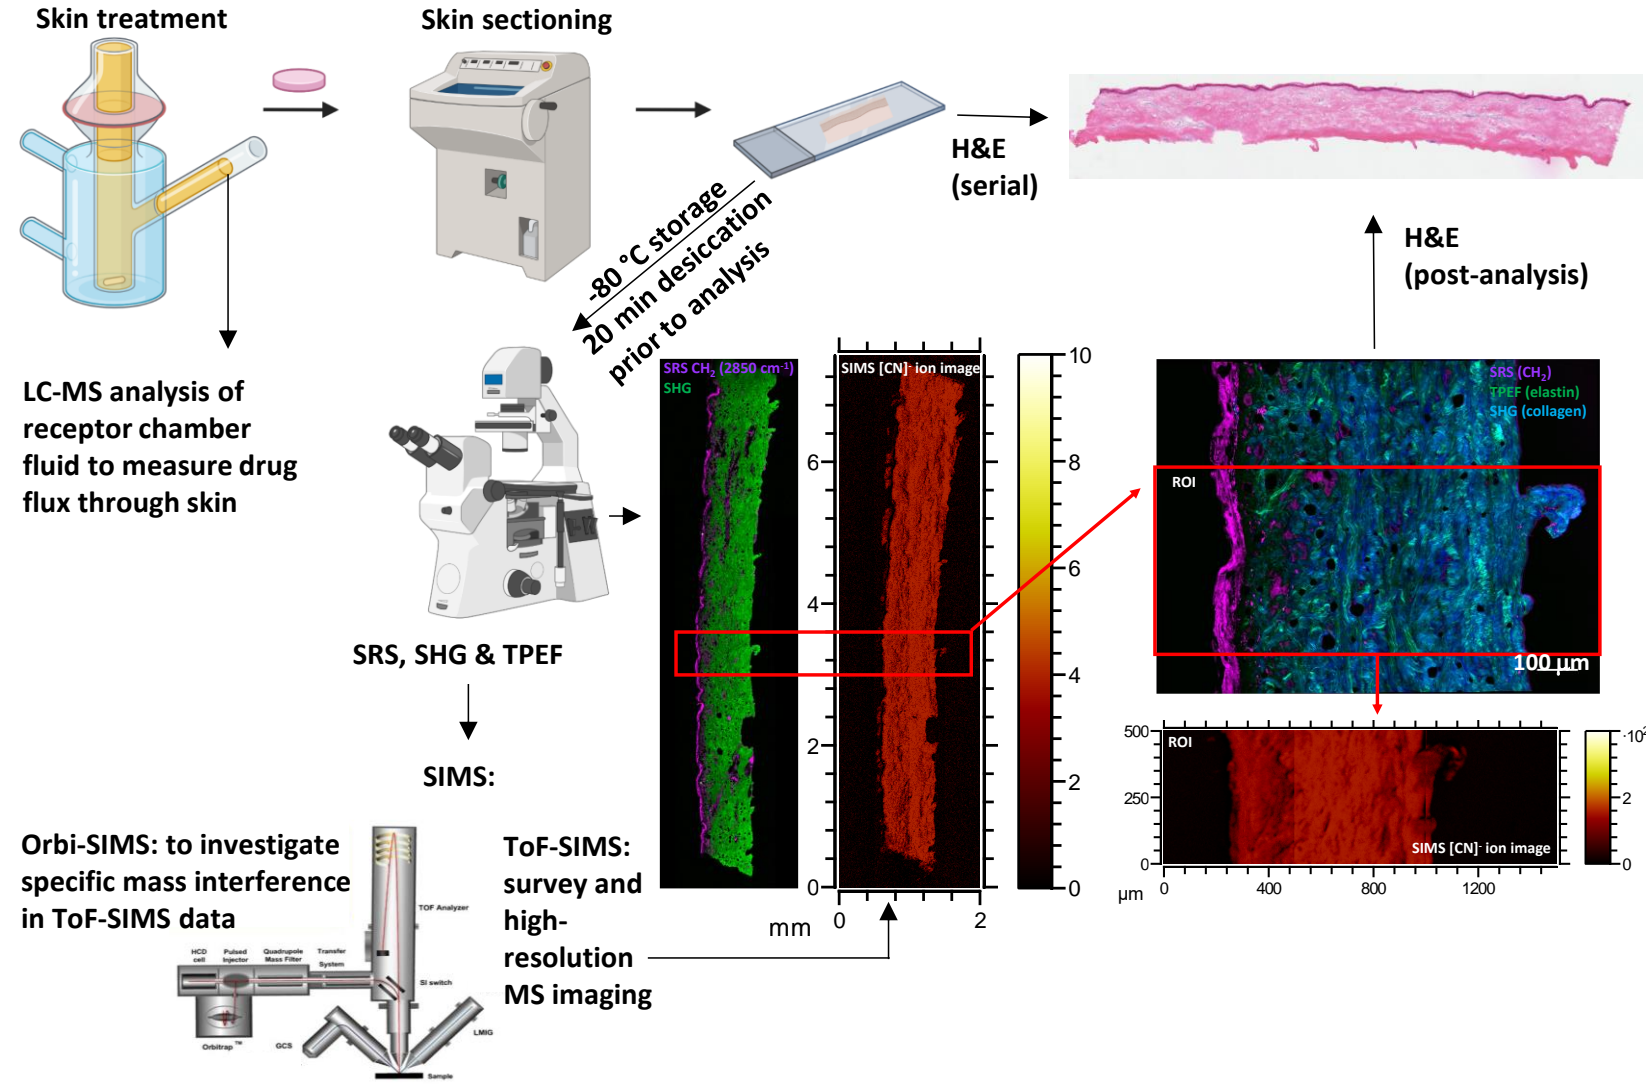 Skin treatment
Skin sectioning
H&E
(serial)
H&E
(post-analysis)
-80 °C storage
20 min desiccation
prior to analysis
LC-MS analysis of
receptor chamber
fluid to measure drug
flux through skin
SRS, SHG & TPEF
SIMS:
Orbi-SIMS: to investigate
specific mass interference
in ToF-SIMS data
ToF-SIMS:
survey and
high-
resolution
MS imaging
HCD
cell
Pulsed
Injector
Quadrupole
Mass Filter
Transfer
System
TOF Analyzer
SI switch
LMIG
GCS
Orbitrap ™
Sample
SRS CH₂ (2850 cm⁻¹)
SHG
SIMS [CN]⁻ ion image
6
4
2
0
mm
0
2
10
8
6
4
2
0
SRS (CH₂)
TPEF (elastin)
SHG (collagen)
ROI
100 µm
ROI
SIMS [CN]⁻ ion image
500
250
0
µm
0
400
800
1200
·10²
2
0